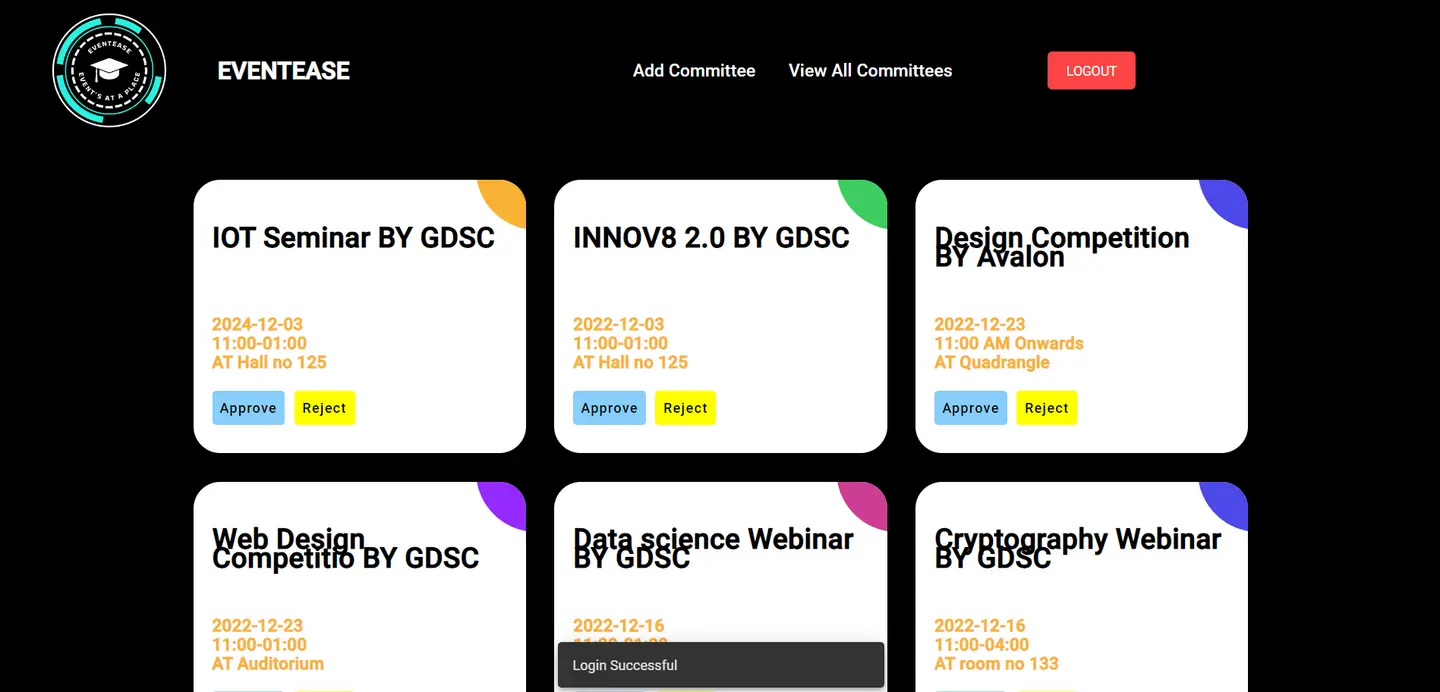 EVENTEASE
EVENT'S AT A PLACE
EVENTEASE
Add Committee
View All Committees
LOGOUT
IOT Seminar BY GDSC
2024-12-03
11:00-01:00
AT Hall no 125
Approve
Reject
INNOV8 2.0 BY GDSC
2022-12-03
11:00-01:00
AT Hall no 125
Approve
Reject
Design Competition
BY Avalon
2022-12-23
11:00 AM Onwards
AT Quadrangle
Approve
Reject
Web Design
Competitio BY GDSC
2022-12-23
11:00-01:00
AT Auditorium
Data science Webinar
BY GDSC
2022-12-16
11:00-01:00
Login Successful
Cryptography Webinar
BY GDSC
2022-12-16
11:00-04:00
AT room no 133